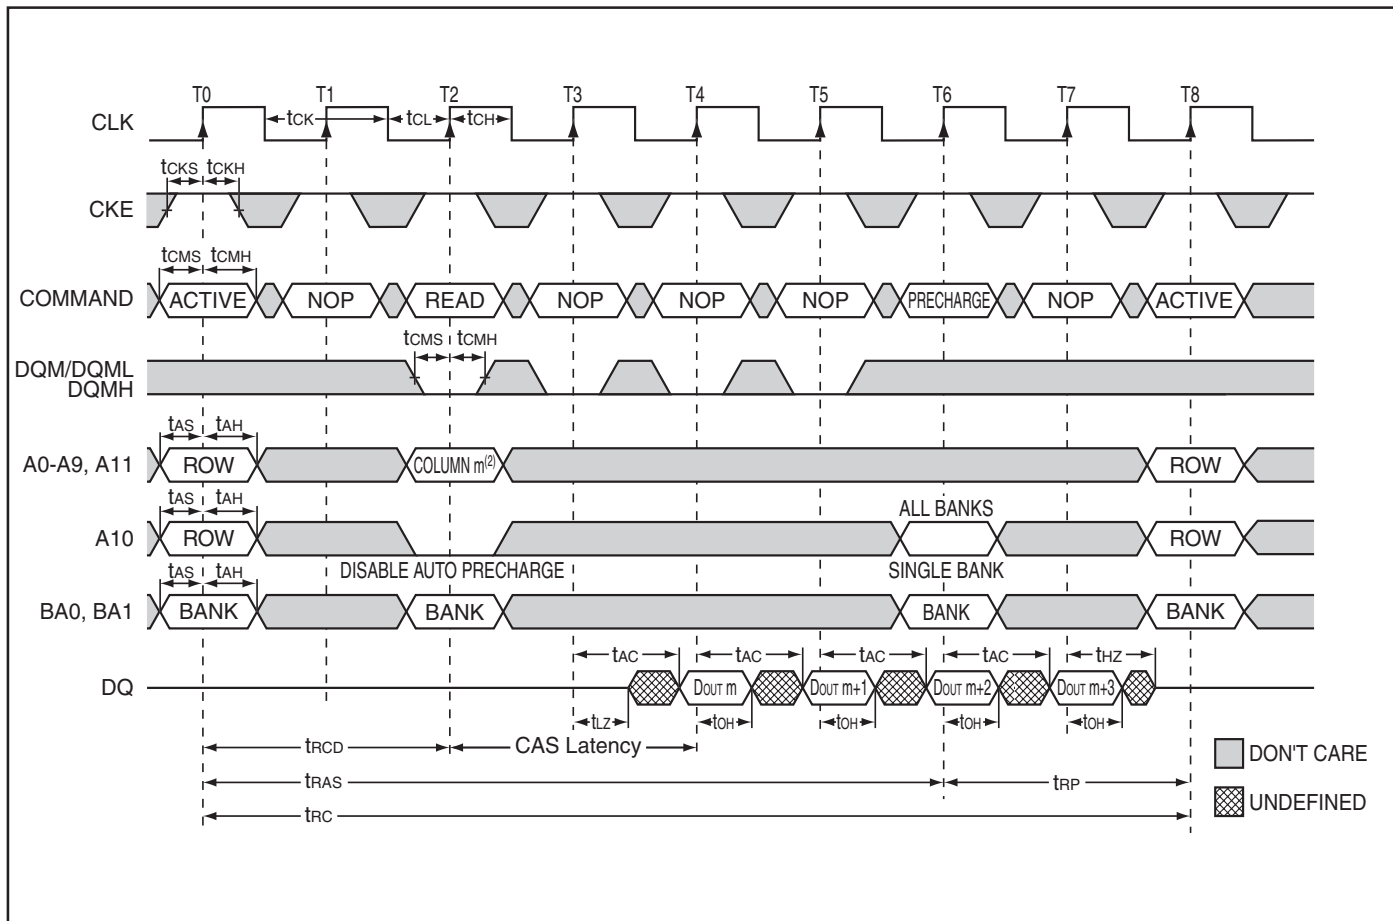 T0 T1 T2 T3 T4 T5 T6 T7 T8
CLK tCK tCL tCH
tCKS tCKH
CKE
tCMS tCMH
COMMAND ACTIVE NOP READ NOP NOP NOP PRECHARGE NOP ACTIVE
tCMS tCMH
DQM/DQML
DQMH
tAS tAH
A0-A9, A11 ROW COLUMN m(2) ROW
tAS tAH ALL BANKS
A10 ROW ROW
DISABLE AUTO PRECHARGE SINGLE BANK
tAS tAH
BA0, BA1 BANK BANK BANK BANK
tAC tAC tAC tAC tHZ
DQ DOUT m DOUT m+1 DOUT m+2 DOUT m+3
tLZ tOH tOH tOH tOH
tRCD CAS Latency
DON'T CARE
tRAS tRP
UNDEFINED
tRC